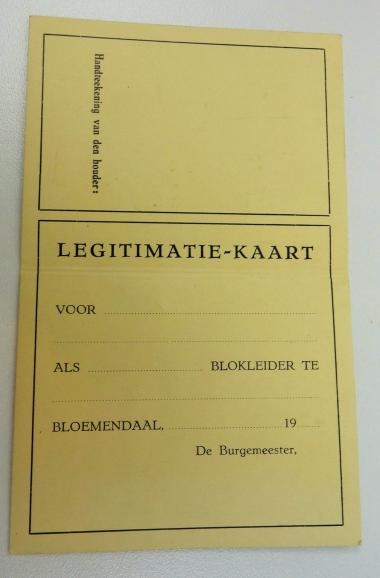 Handteekening van den houder:
LEGITIMATIE-KAART
VOOR
ALS BLOKLEIDER TE
BLOEMENDAAL, 19
De Burgemeester,